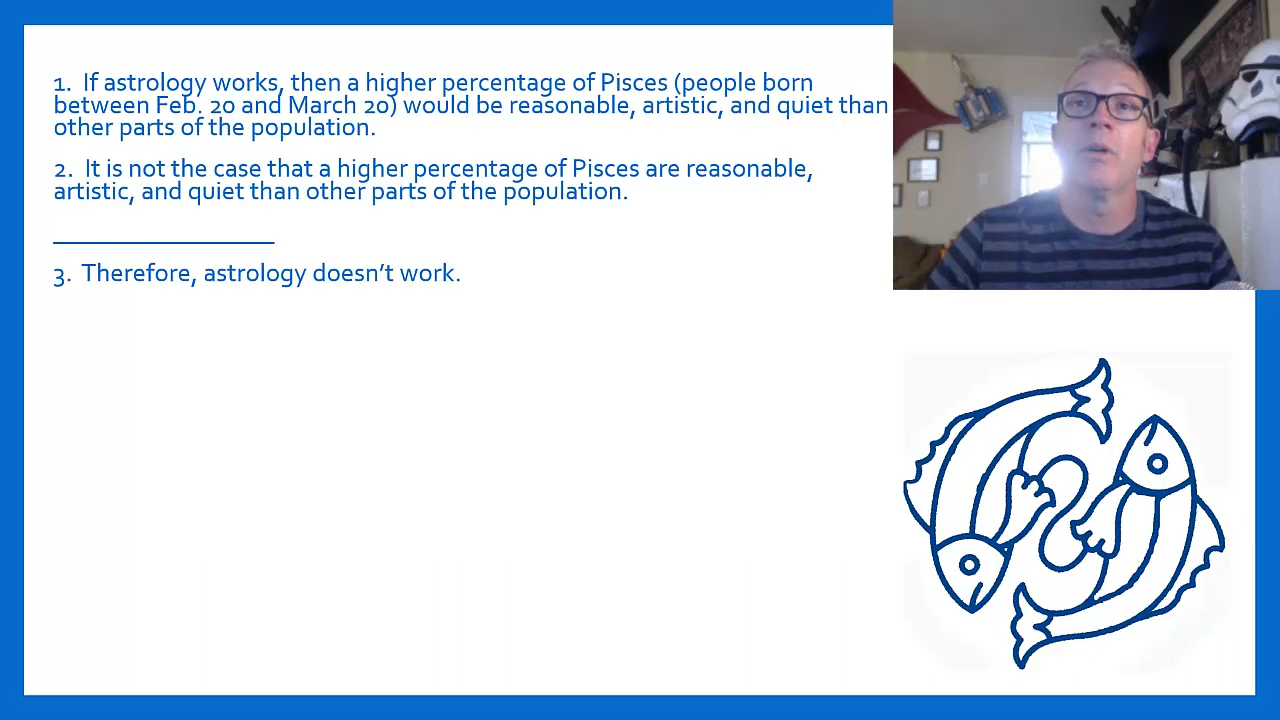 1.  If astrology works, then a higher percentage of Pisces (people born
between Feb. 20 and March 20) would be reasonable, artistic, and quiet than
other parts of the population.
2.  It is not the case that a higher percentage of Pisces are reasonable,
artistic, and quiet than other parts of the population.
3.  Therefore, astrology doesn’t work.